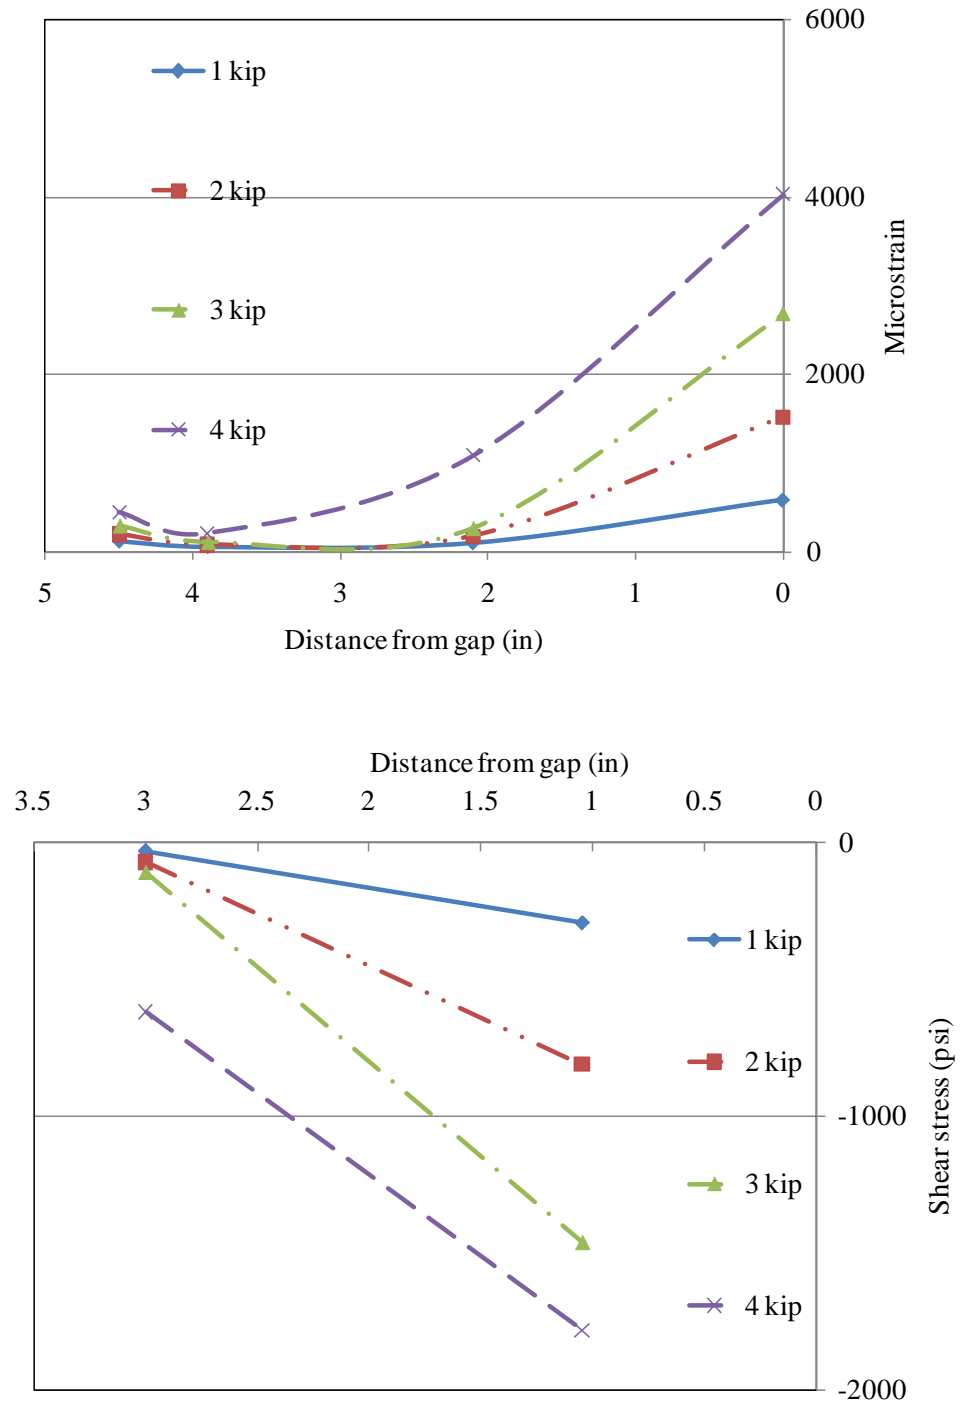 6000
1 kip
2 kip
4000
3 kip
Microstrain
2000
4 kip
0
5 4 3 2 1 0
Distance from gap (in)
Distance from gap (in)
3.5 3 2.5 2 1.5 1 0.5 0
0
1 kip
2 kip
-1000
Shear stress (psi)
3 kip
4 kip
-2000